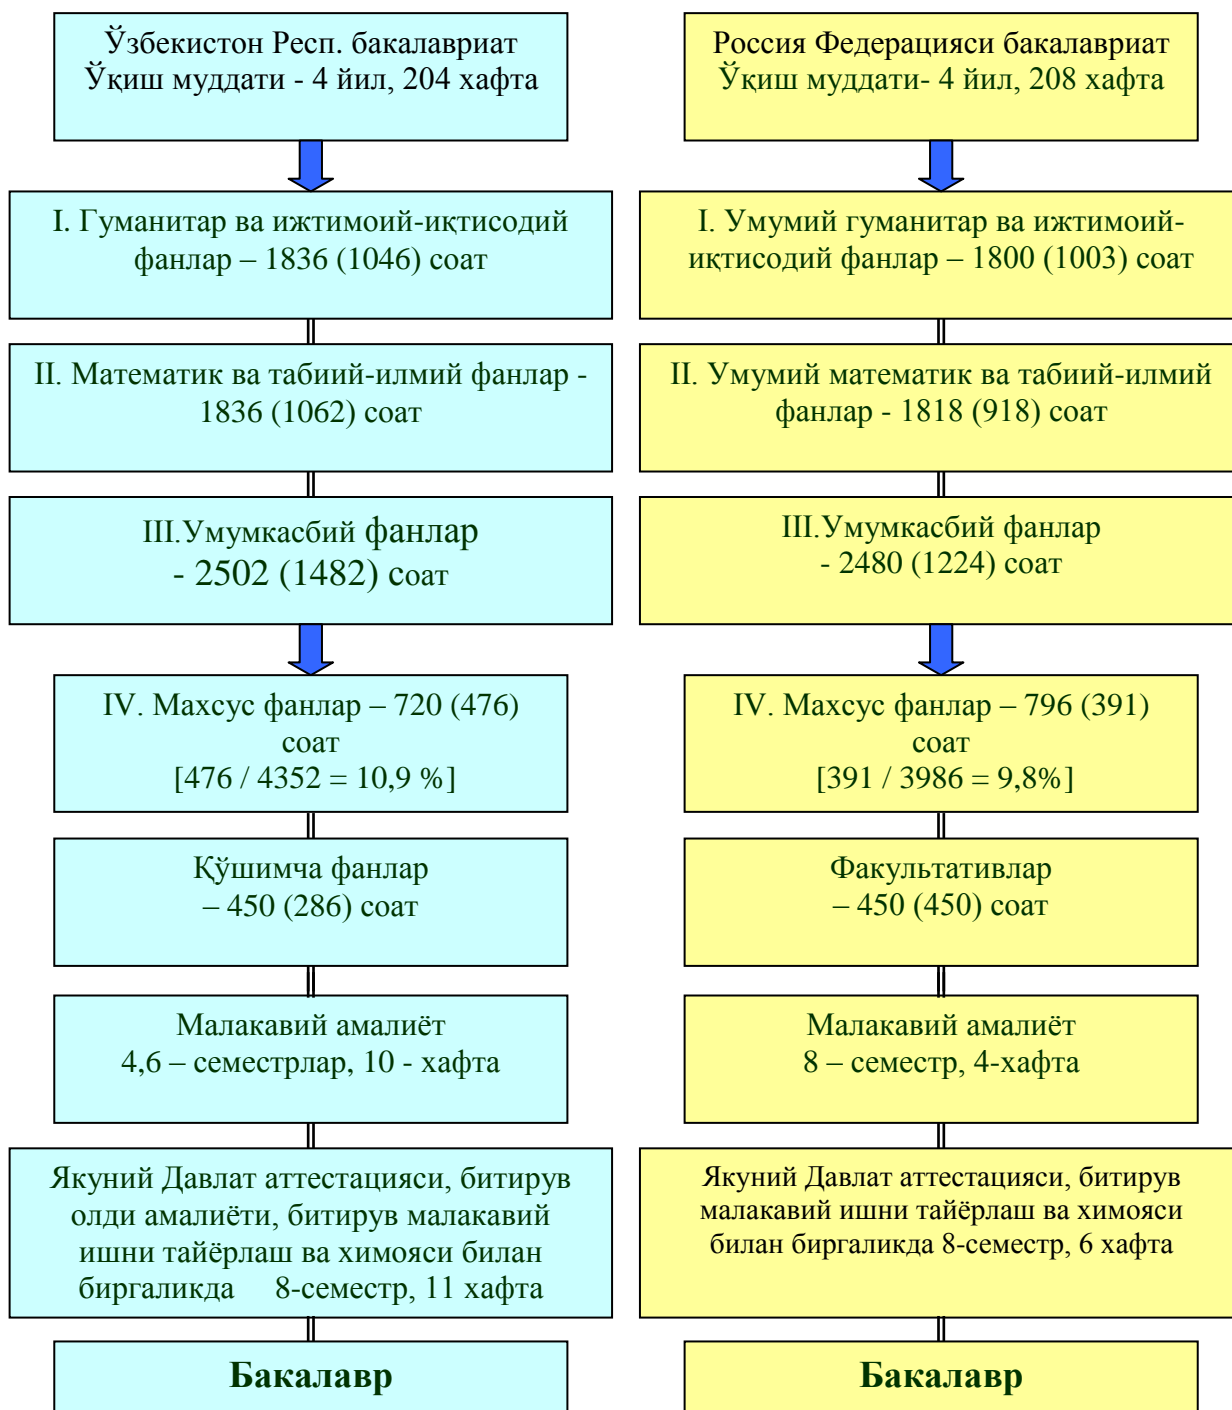 Ўзбекистон Респ. бакалавриат
Ўқиш муддати - 4 йил, 204 хафта
I. Гуманитар ва ижтимоий-иқтисодий
фанлар – 1836 (1046) соат
II. Математик ва табиий-илмий фанлар -
1836 (1062) соат
III.Умумкасбий фанлар
- 2502 (1482) соат
IV. Махсус фанлар – 720 (476)
соат
[476 / 4352 = 10,9 %]
Қўшимча фанлар
– 450 (286) соат
Малакавий амалиёт
4,6 – семестрлар, 10 - хафта
Якуний Давлат аттестацияси, битирув
олди амалиёти, битирув малакавий
ишни тайёрлаш ва химояси билан
биргаликда 8-семестр, 11 хафта
Бакалавр
Россия Федерацияси бакалавриат
Ўқиш муддати- 4 йил, 208 хафта
I. Умумий гуманитар ва ижтимоий-
иқтисодий фанлар – 1800 (1003) соат
II. Умумий математик ва табиий-илмий
фанлар - 1818 (918) соат
III.Умумкасбий фанлар
- 2480 (1224) соат
IV. Махсус фанлар – 796 (391)
соат
[391 / 3986 = 9,8%]
Факультативлар
– 450 (450) соат
Малакавий амалиёт
8 – семестр, 4-хафта
Якуний Давлат аттестацияси, битирув
малакавий ишни тайёрлаш ва химояси
билан биргаликда 8-семестр, 6 хафта
Бакалавр